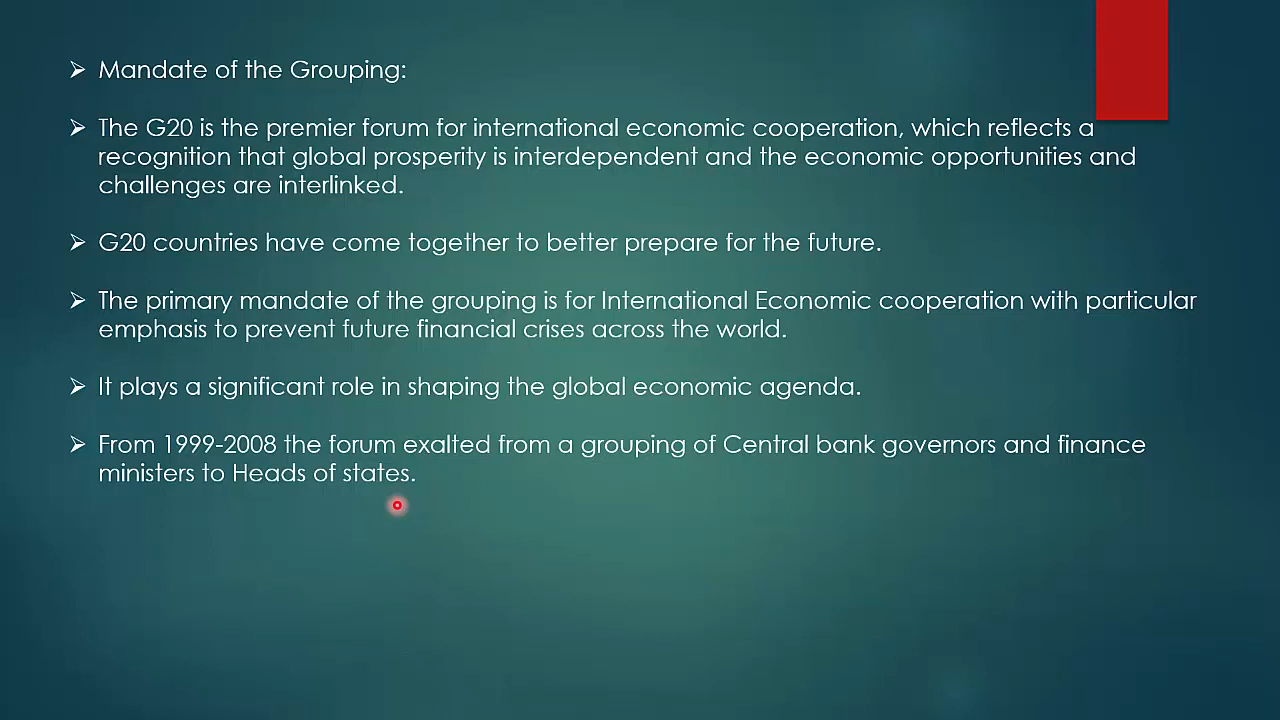 Mandate of the Grouping:
The G20 is the premier forum for international economic cooperation, which reflects a
recognition that global prosperity is interdependent and the economic opportunities and
challenges are interlinked.
G20 countries have come together to better prepare for the future.
The primary mandate of the grouping is for International Economic cooperation with particular
emphasis to prevent future financial crises across the world.
It plays a significant role in shaping the global economic agenda.
From 1999-2008 the forum exalted from a grouping of Central bank governors and finance
ministers to Heads of states.